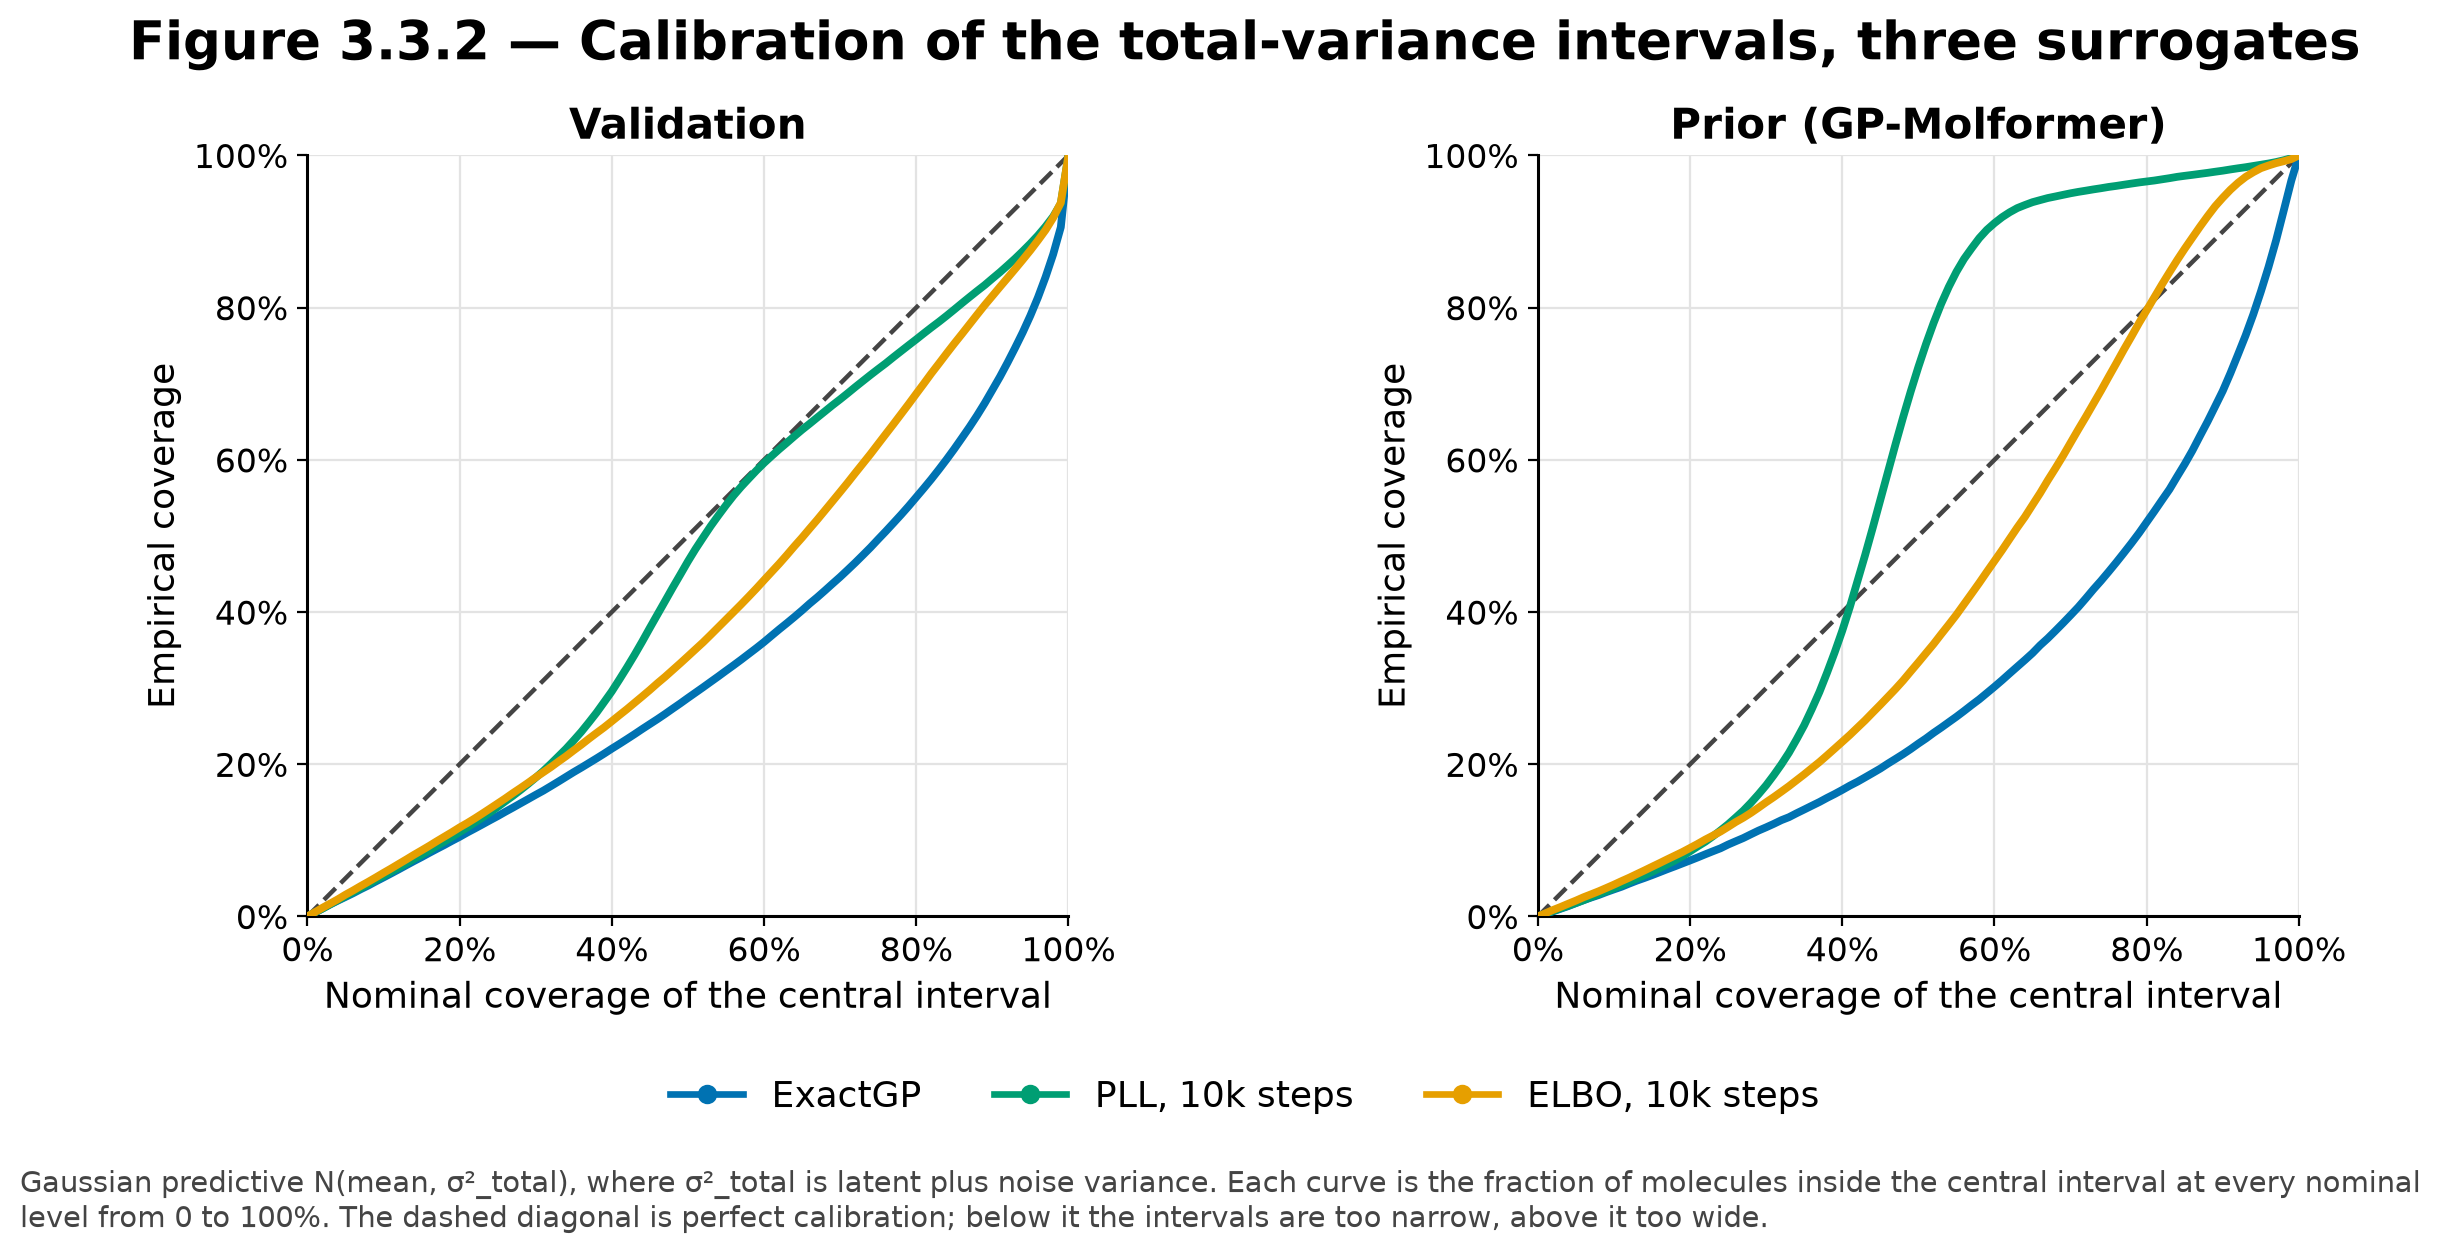 Figure 3.3.2 — Calibration of the total-variance intervals, three surrogates
Validation
100%
80%
60%
40%
20%
0%
Empirical coverage
0% 20% 40% 60% 80% 100%
Nominal coverage of the central interval
Prior (GP-Molformer)
100%
80%
60%
40%
20%
0%
Empirical coverage
0% 20% 40% 60% 80% 100%
Nominal coverage of the central interval
ExactGP PLL, 10k steps ELBO, 10k steps
Gaussian predictive N(mean, σ²_total), where σ²_total is latent plus noise variance. Each curve is the fraction of molecules inside the central interval at every nominal
level from 0 to 100%. The dashed diagonal is perfect calibration; below it the intervals are too narrow, above it too wide.